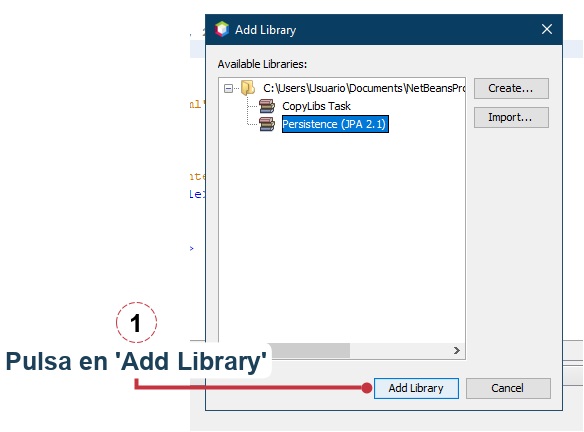 Add Library
Available Libraries:
C:\Users\Usuario\Documents\NetBeansPro
CopyLibs Task
Persistence (JPA 2.1)
Create...
Import...
1
Pulsa en 'Add Library'
Add Library
Cancel